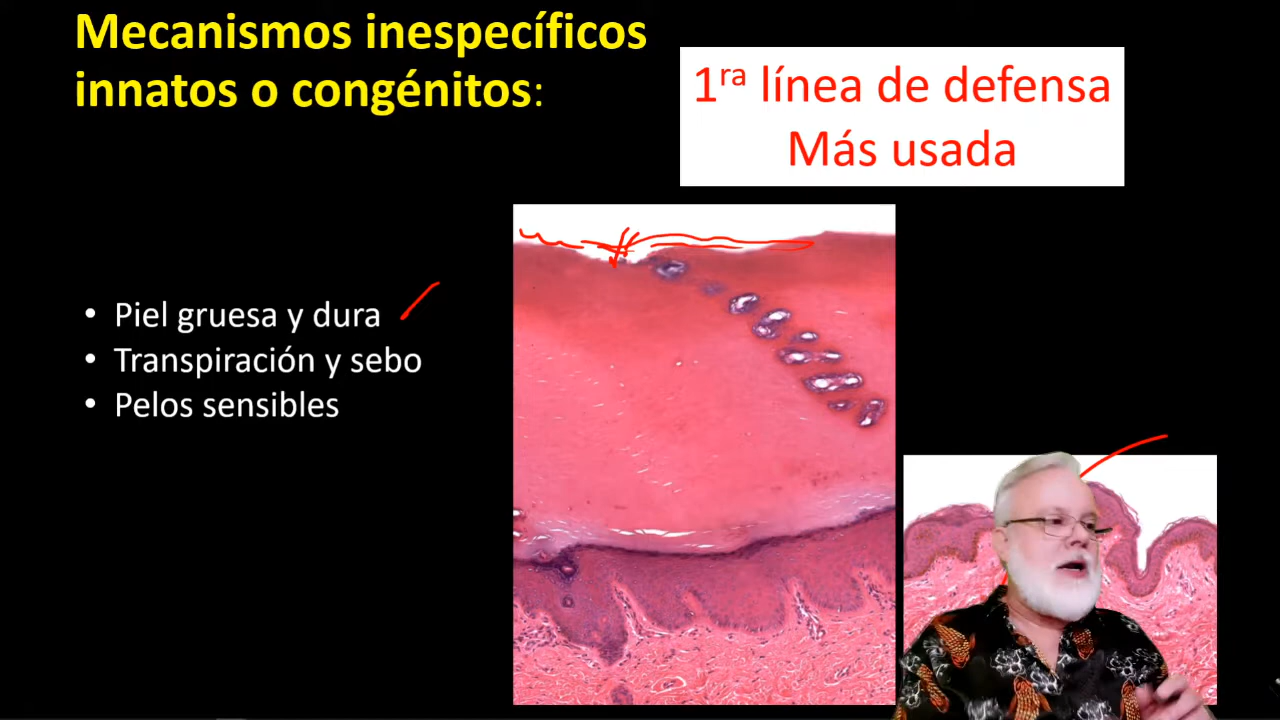 Mecanismos inespecíficos
innatos o congénitos:
1ra línea de defensa
Más usada
• Piel gruesa y dura
• Transpiración y sebo
• Pelos sensibles